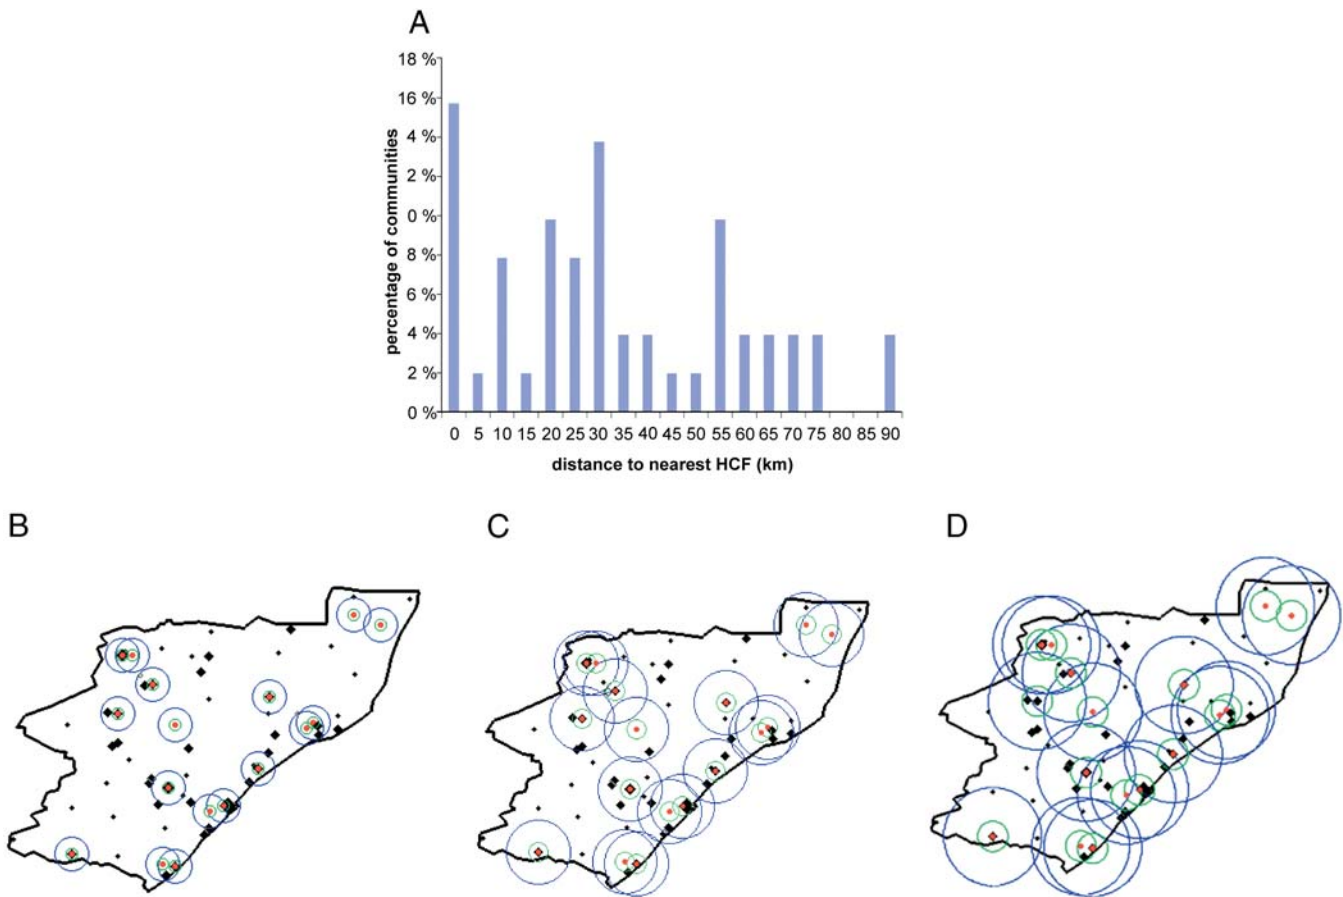 A
18 %
16 %
4 %
2 %
0 %
8 %
6 %
4 %
2 %
0 %
percentage of communities
0 5 10 15 20 25 30 35 40 45 50 55 60 65 70 75 80 85 90
distance to nearest HCF (km)
B
C
D